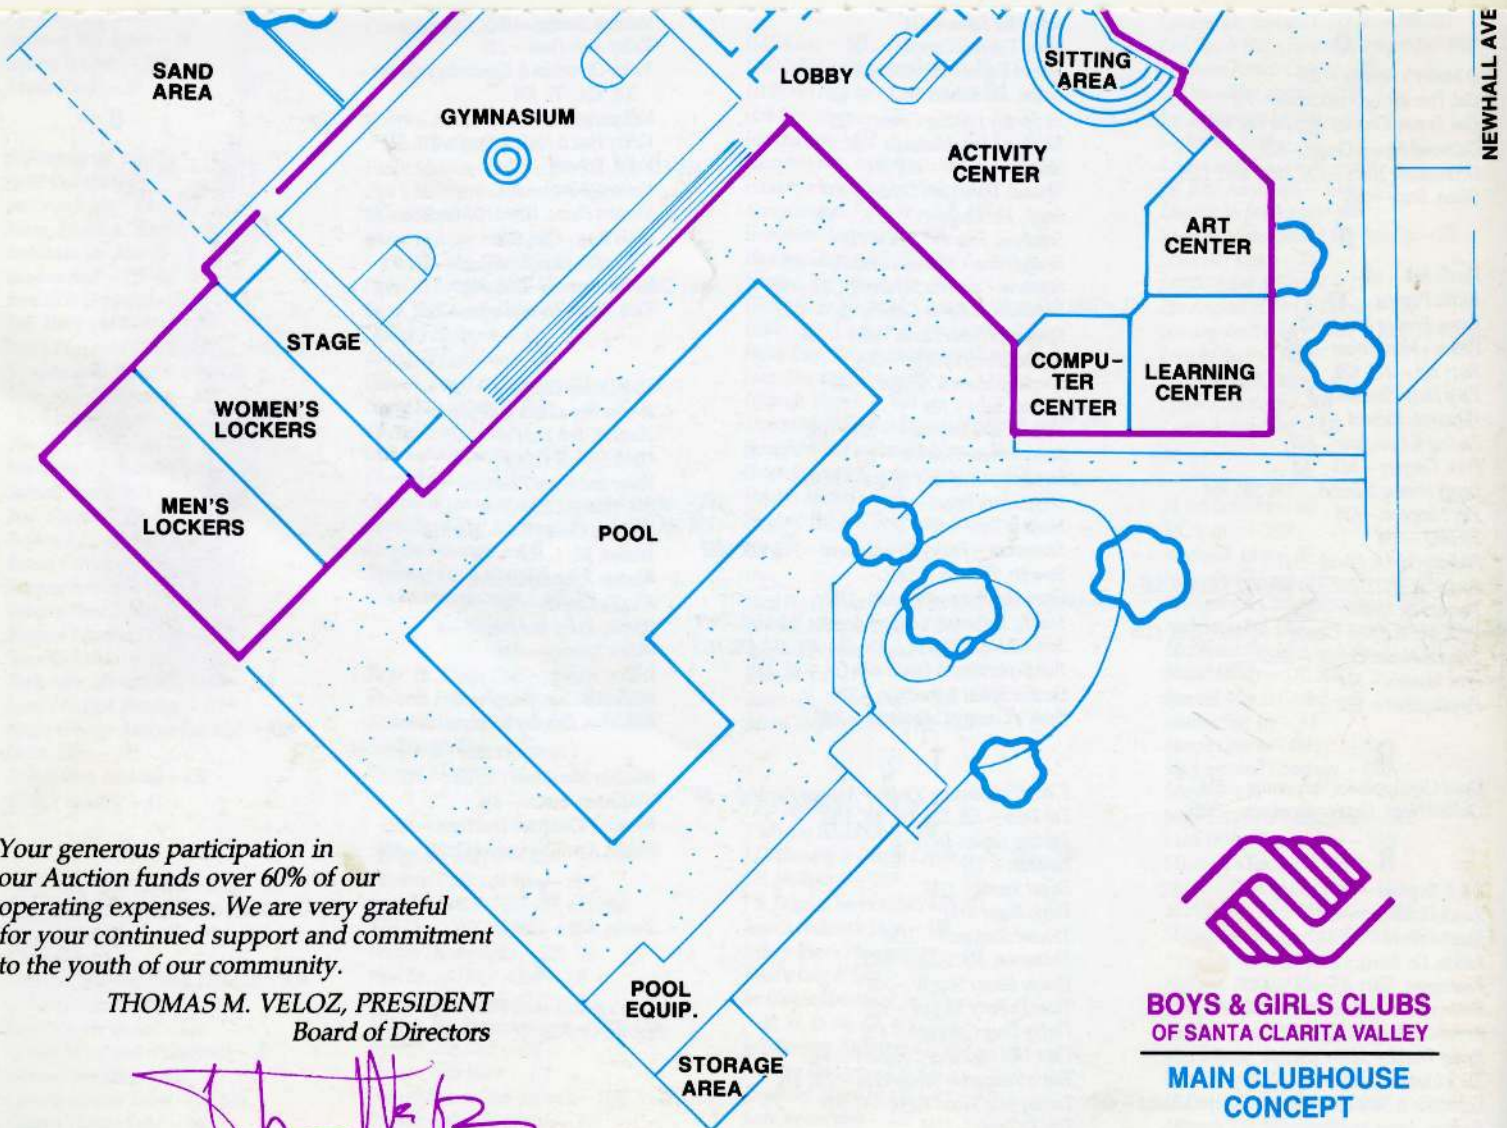 NEWHALL AVE
SAND
AREA
GYMNASIUM
LOBBY
SITTING
AREA
ACTIVITY
CENTER
ART
CENTER
STAGE
COMPU-
TER
CENTER
LEARNING
CENTER
WOMEN'S
LOCKERS
MEN'S
LOCKERS
POOL
Your generous participation in
our Auction funds over 60% of our
operating expenses. We are very grateful
for your continued support and commitment
to the youth of our community.
THOMAS M. VELOZ, PRESIDENT
Board of Directors
POOL
EQUIP.
STORAGE
AREA
BOYS & GIRLS CLUBS
OF SANTA CLARITA VALLEY
MAIN CLUBHOUSE
CONCEPT